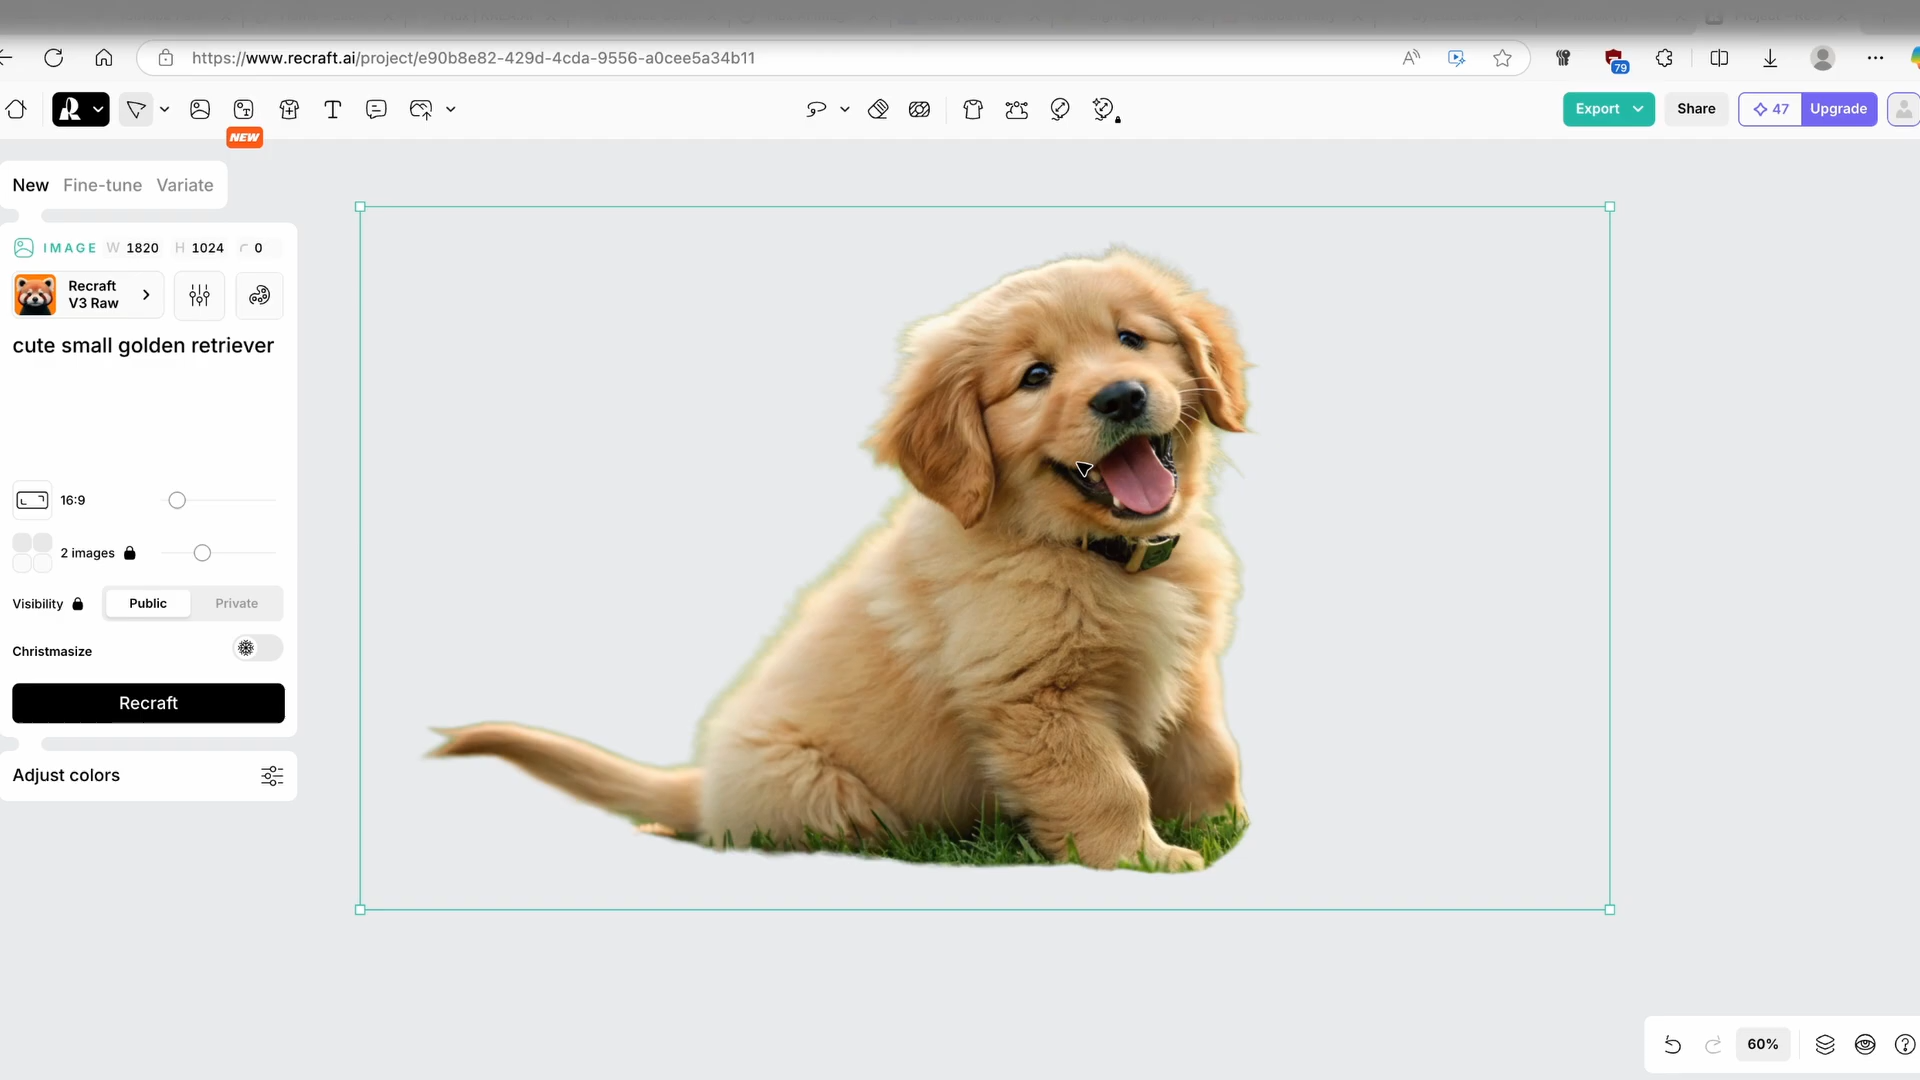 https://www.recraft.ai/project/e90b8e82-429d-4cda-9556-a0cee5a34b11
79
T
Export
Share
47
Upgrade
NEW
New Fine-tune Variate
IMAGE W 1820 H 1024 0
Recraft
V3 Raw
cute small golden retriever
16:9
2 images
Visibility Public Private
Christmasize
Recraft
Adjust colors
60%